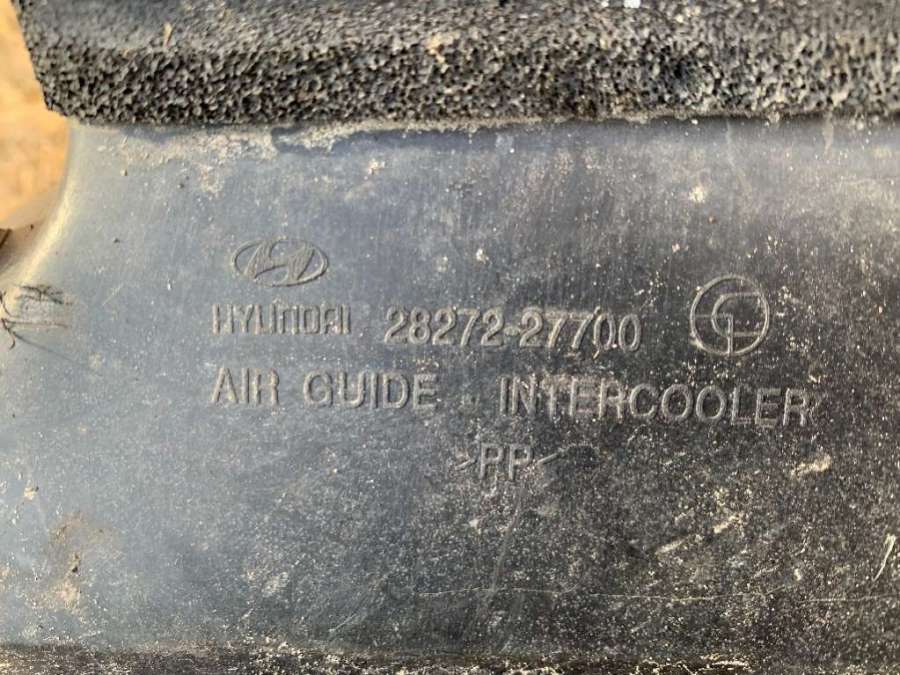 HYUNDAI 28272-27700
AIR GUIDE - INTERCOOLER
>PP<